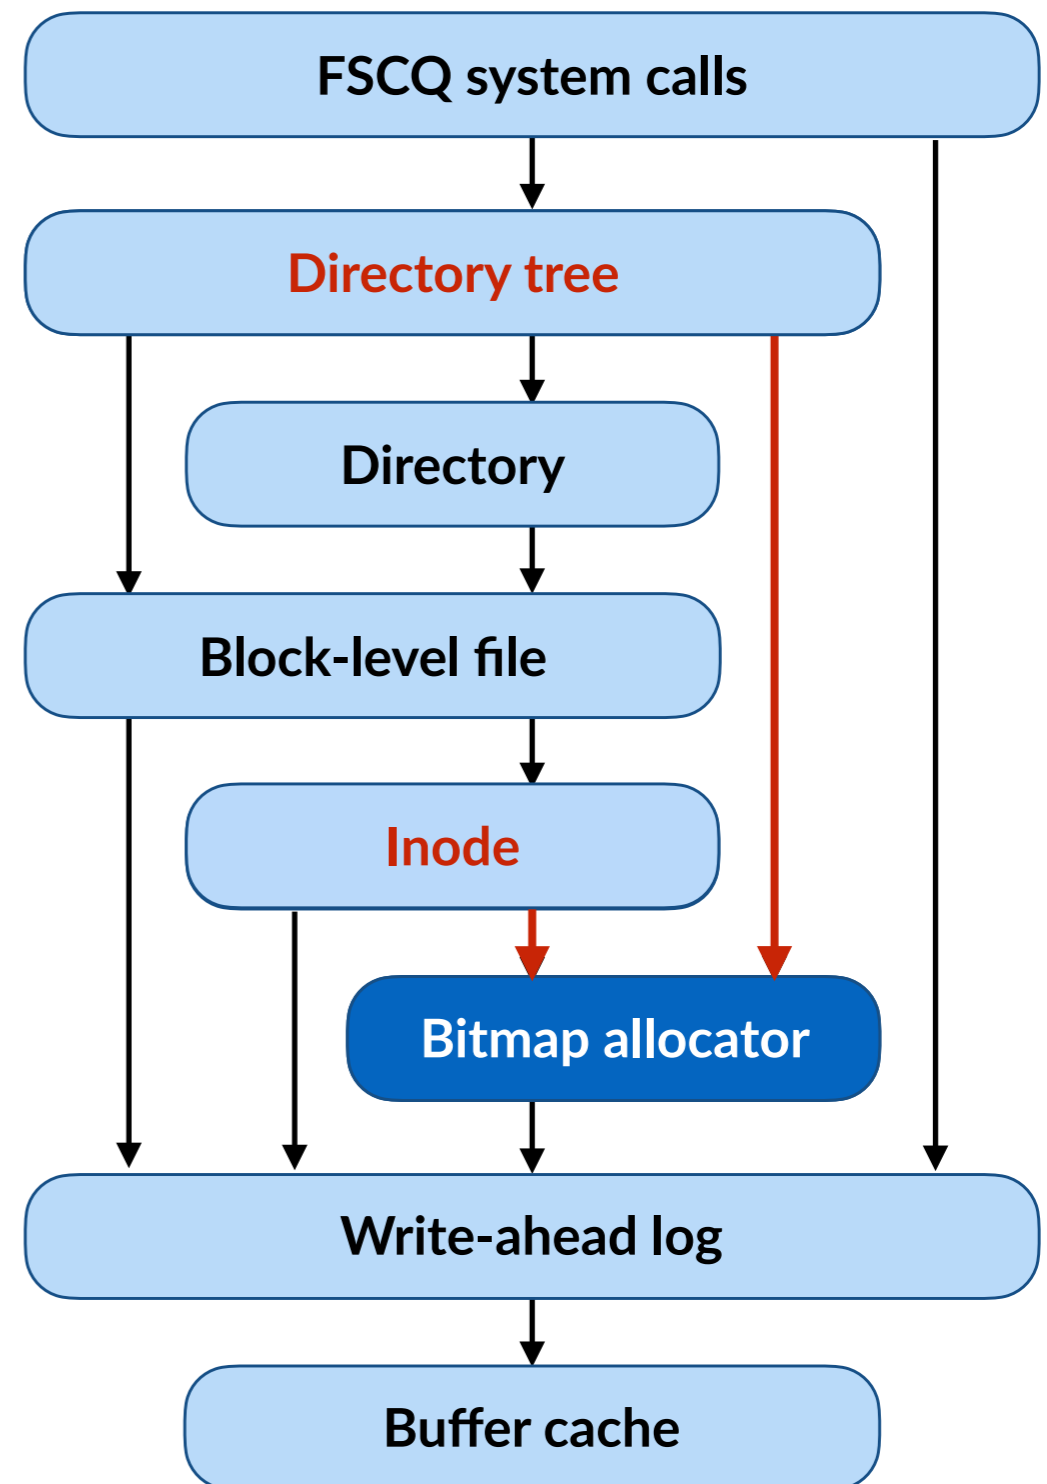 FSCQ system calls
Directory tree
Directory
Block-level file
Inode
Bitmap allocator
Write-ahead log
Buffer cache